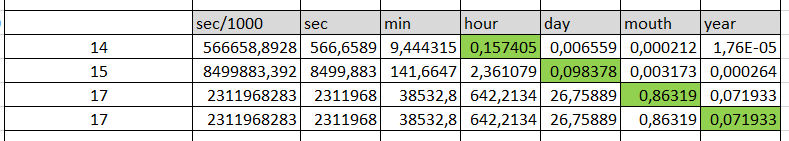 sec/1000 sec min hour day mouth year
14 566658,8928 566,6589 9,444315 0,157405 0,006559 0,000212 1,76E-05
15 8499883,392 8499,883 141,6647 2,361079 0,098378 0,003173 0,000264
17 2311968283 2311968 38532,8 642,2134 26,75889 0,86319 0,071933
17 2311968283 2311968 38532,8 642,2134 26,75889 0,86319 0,071933